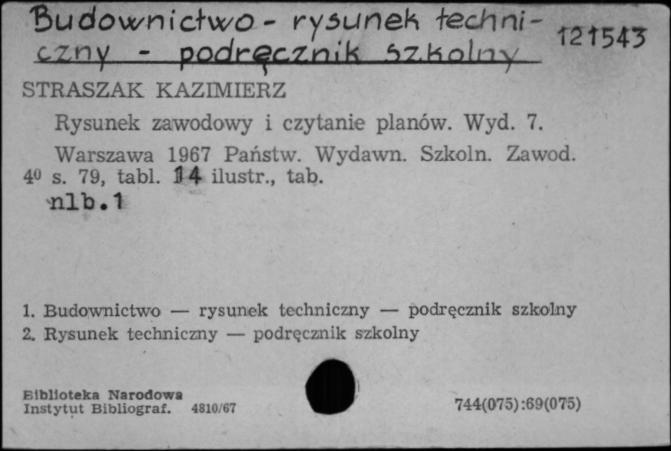 Budownictwo - rysunek techni-
czny - podręcznik szkolny
121543
STRASZAK KAZIMIERZ
Rysunek zawodowy i czytanie planów. Wyd. 7.
Warszawa 1967 Państw. Wydawn. Szkoln. Zawod.
4⁰ s. 79, tabl. 14 ilustr., tab.
nlb.1
1. Budownictwo — rysunek techniczny — podręcznik szkolny
2. Rysunek techniczny — podręcznik szkolny
Biblioteka Narodowa
Instytut Bibliograf. 4810/67
744(075):69(075)